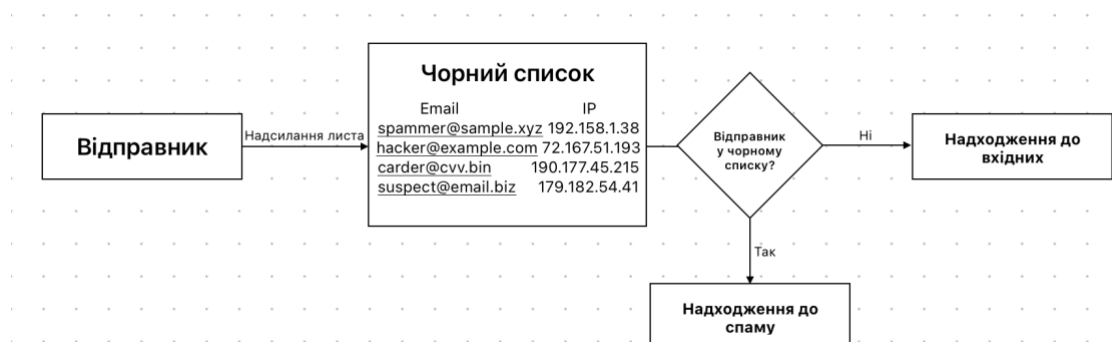 Чорний список
Email IP
spammer@sample.xyz 192.158.1.38
hacker@example.com 72.167.51.193
carder@cvv.bin 190.177.45.215
suspect@email.biz 179.182.54.41
Відправник
Надсилання листа
Відправник
у чорному
списку?
Ні
Надходження до
вхідних
Так
Надходження до
спаму